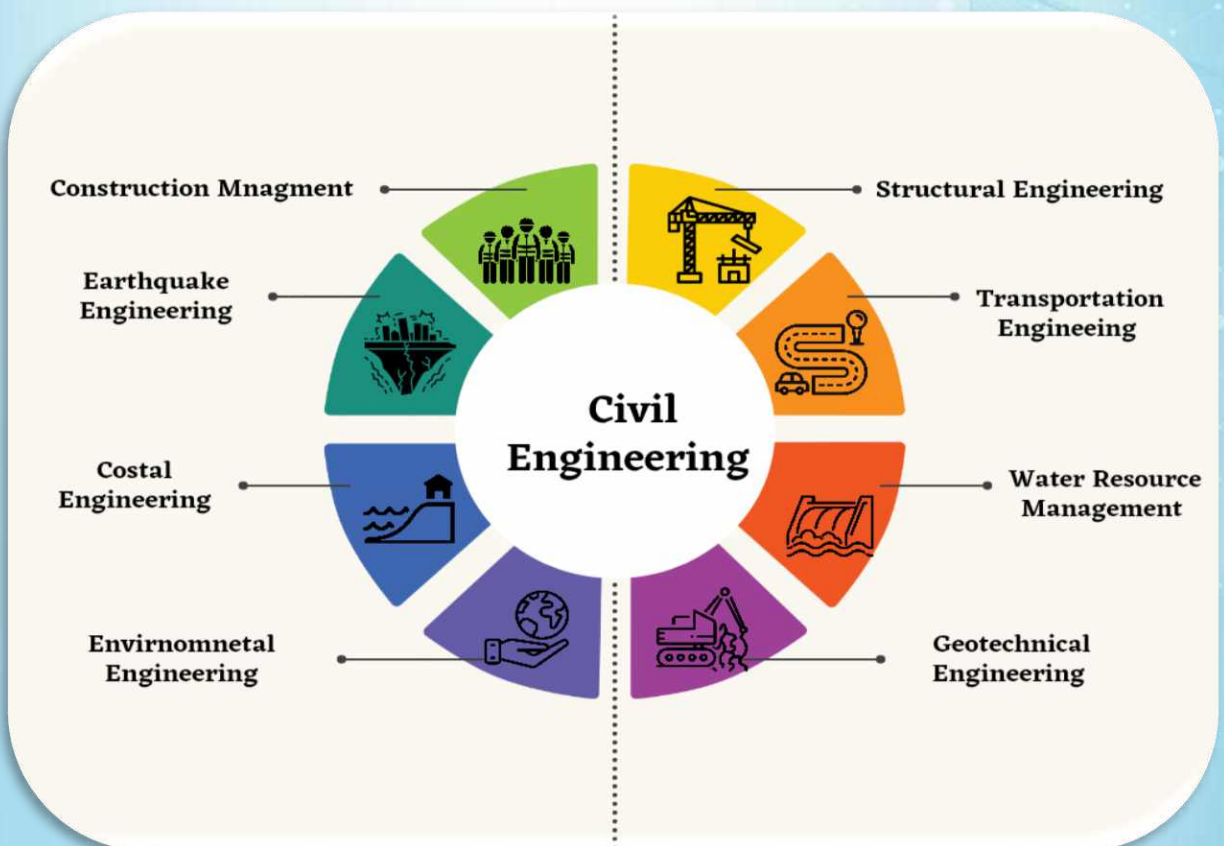 Construction Mnagment
Structural Engineering
Earthquake
Engineering
Transportation
Engineeing
Civil
Engineering
Costal
Engineering
Water Resource
Management
Envirnomnetal
Engineering
Geotechnical
Engineering